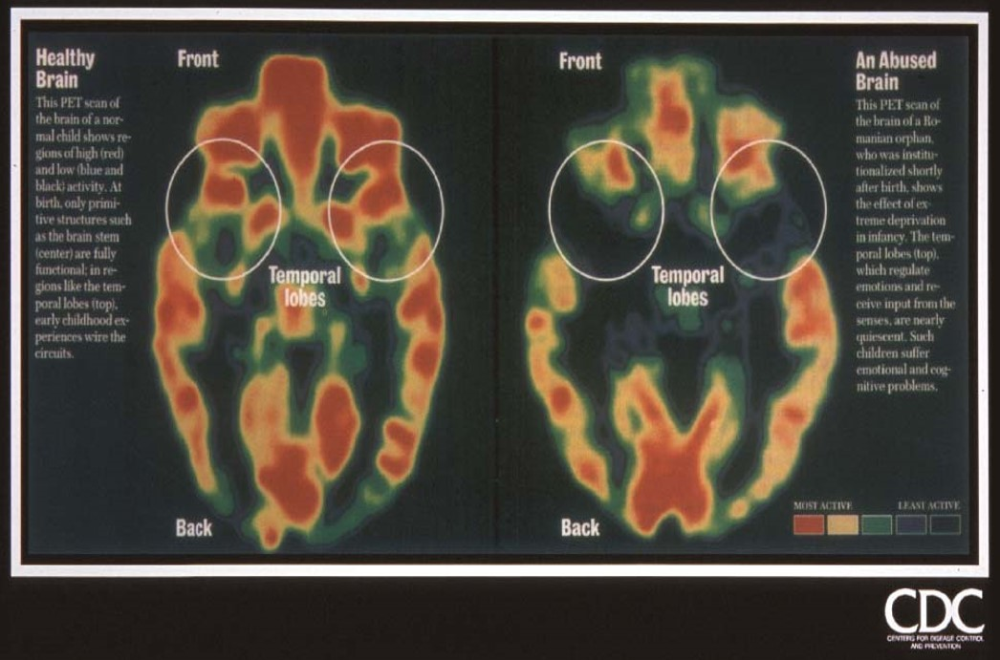 Healthy
Brain
This PET scan of
the brain of a nor-
mal child shows re-
gions of high (red)
and low (blue and
black) activity. At
birth, only primi-
tive structures such
as the brain stem
(center) are fully
functional; in re-
gions like the tem-
poral lobes (top),
early childhood ex-
periences wire the
circuits.
Front
Temporal
lobes
Back
Front
Temporal
lobes
Back
An Abused
Brain
This PET scan of
the brain of a Ro-
manian orphan,
who was institu-
tionalized shortly
after birth, shows
the effect of ex-
treme deprivation
in infancy. The tem-
poral lobes (top),
which regulate
emotions and re-
ceive input from the
senses, are nearly
quiescent. Such
children suffer
emotional and cog-
nitive problems.
MOST ACTIVE LEAST ACTIVE
CDC
CENTERS FOR DISEASE CONTROL
AND PREVENTION